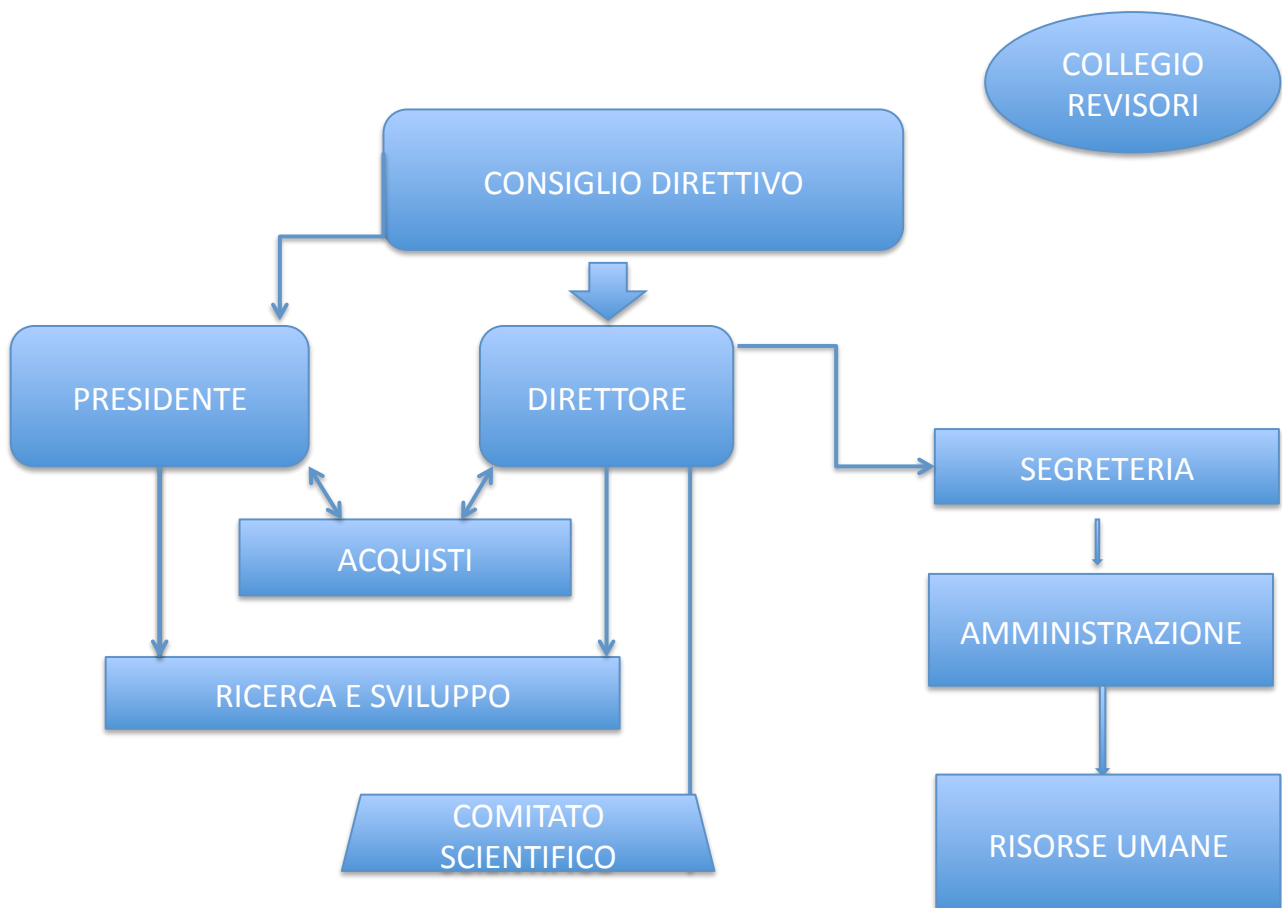 COLLEGIO
REVISORI
CONSIGLIO DIRETTIVO
PRESIDENTE
DIRETTORE
SEGRETERIA
ACQUISTI
AMMINISTRAZIONE
RICERCA E SVILUPPO
COMITATO
SCIENTIFICO
RISORSE UMANE